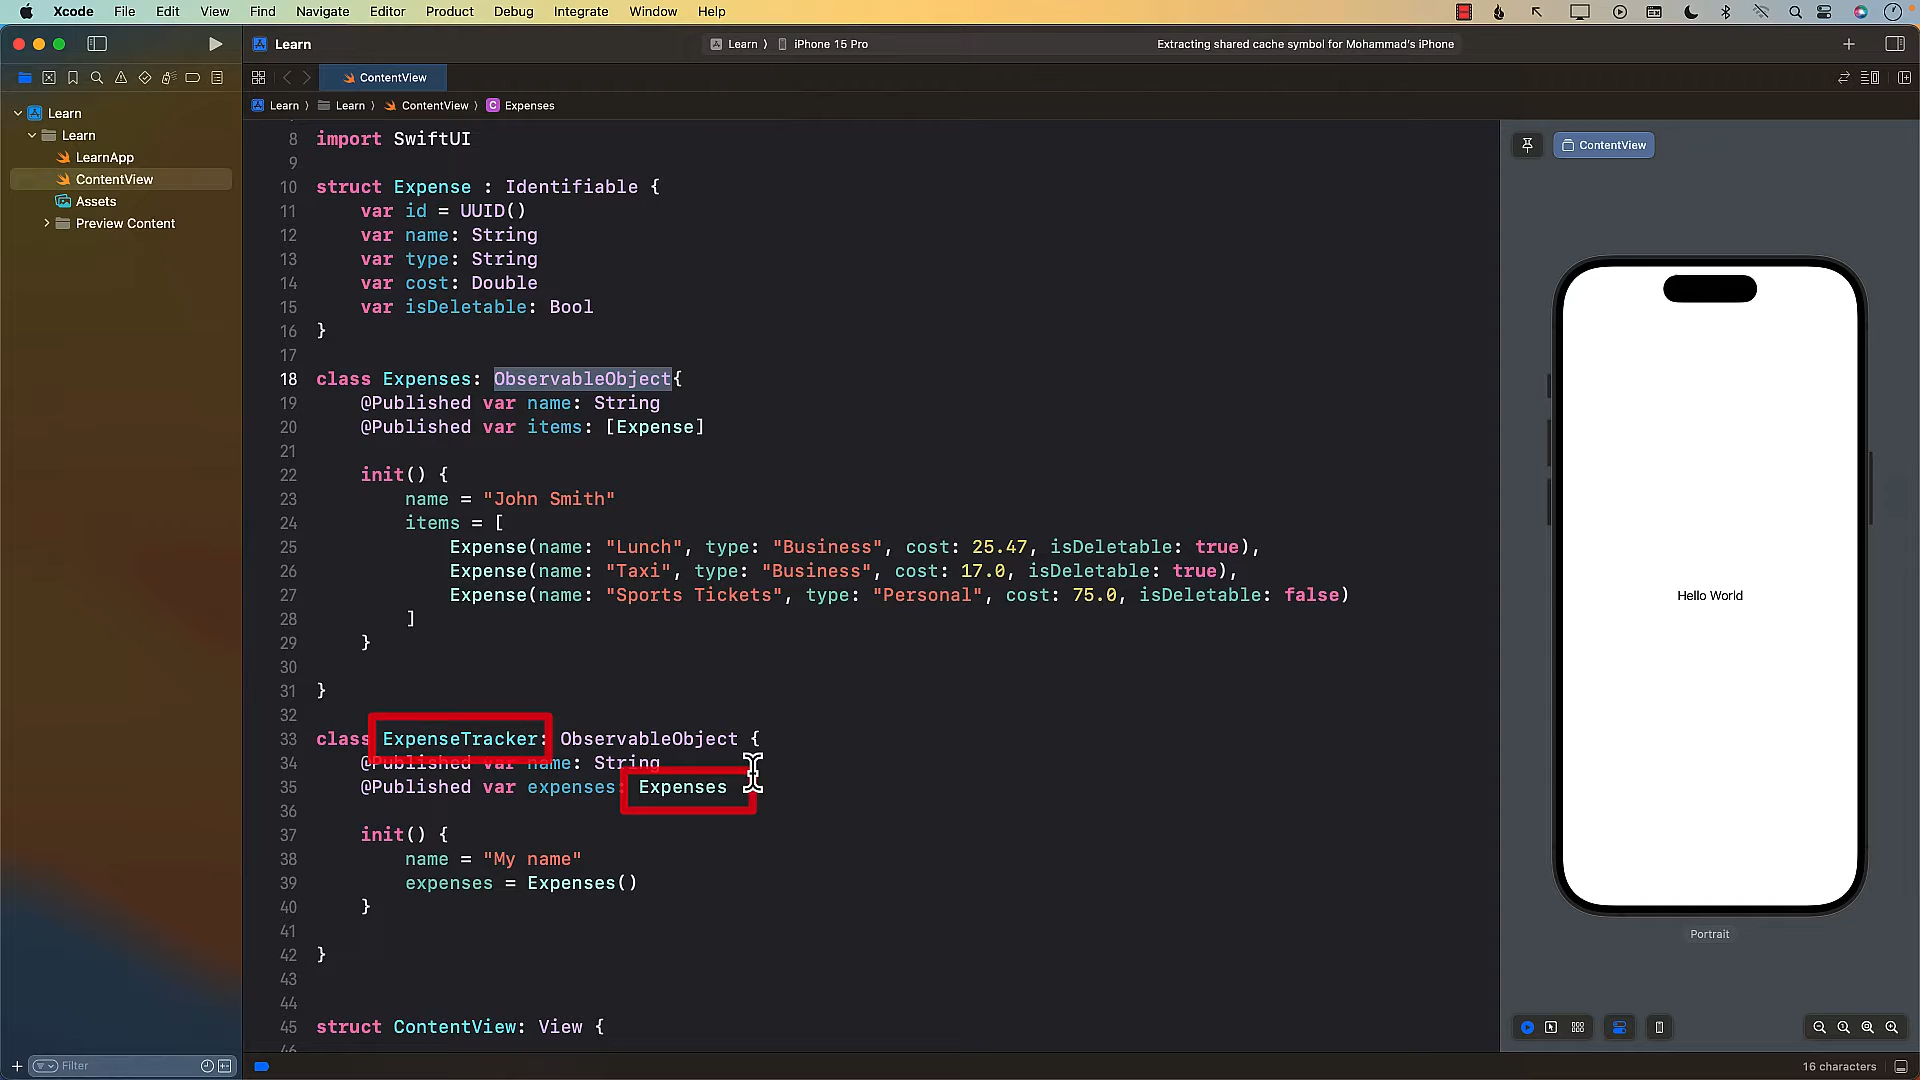 Xcode File Edit View Find Navigate Editor Product Debug Integrate Window Help
Learn
Learn ⟩ iPhone 15 Pro
Extracting shared cache symbol for Mohammad's iPhone
ContentView
Learn ⟩ Learn ⟩ ContentView ⟩ C Expenses
Learn
Learn
LearnApp
ContentView
Assets
Preview Content
8 import SwiftUI
9
10 struct Expense : Identifiable {
11 var id = UUID()
12 var name: String
13 var type: String
14 var cost: Double
15 var isDeletable: Bool
16 }
17
18 class Expenses: ObservableObject{
19 @Published var name: String
20 @Published var items: [Expense]
21
22 init() {
23 name = "John Smith"
24 items = [
25 Expense(name: "Lunch", type: "Business", cost: 25.47, isDeletable: true),
26 Expense(name: "Taxi", type: "Business", cost: 17.0, isDeletable: true),
27 Expense(name: "Sports Tickets", type: "Personal", cost: 75.0, isDeletable: false)
28 ]
29 }
30
31 }
32
33 class ExpenseTracker: ObservableObject {
34 @Published var name: String
35 @Published var expenses: Expenses
36
37 init() {
38 name = "My name"
39 expenses = Expenses()
40 }
41
42 }
43
44
45 struct ContentView: View {
46
ContentView
Hello World
Portrait
Filter
16 characters